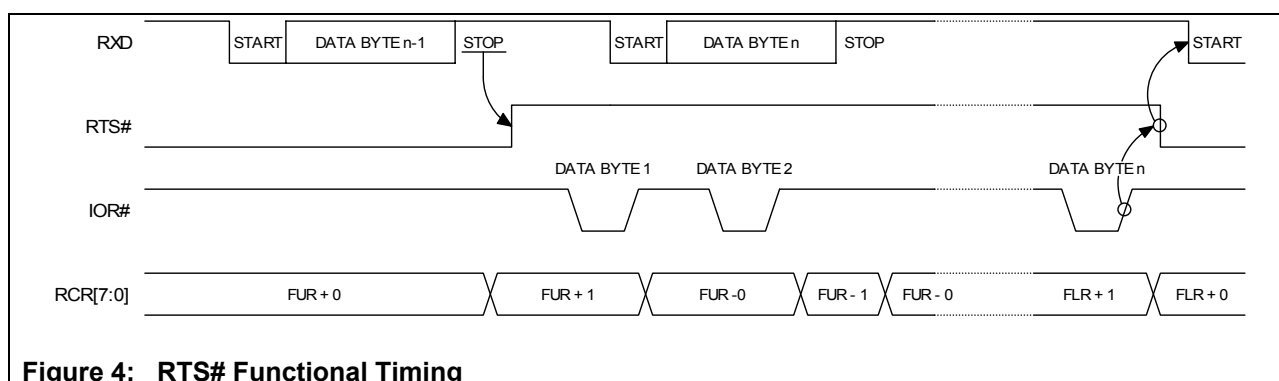 RXD START DATA BYTE n-1 STOP START DATA BYTE n STOP START
RTS#
DATA BYTE 1 DATA BYTE 2 DATA BYTE n
IOR#
RCR[7:0] FUR + 0 FUR + 1 FUR -0 FUR - 1 FUR - 0 FLR + 1 FLR + 0
Figure 4: RTS# Functional Timing